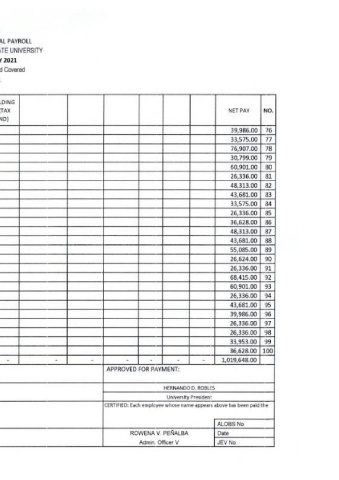 AL PAYROLL
ATE UNIVERSITY
Y 2021
d Covered
LDING
TAX
ND)
NET PAY NO.
39,986.00 76
33,575.00 77
76,907.00 78
30,799.00 79
60,901.00 80
26,336.00 81
48,313.00 82
43,681.00 83
33,575.00 84
26,336.00 85
36,628.00 86
48,313.00 87
43,681.00 88
55,085.00 89
26,624.00 90
26,336.00 91
68,415.00 92
60,901.00 93
26,336.00 94
43,681.00 95
39,986.00 96
26,336.00 97
26,336.00 98
33,953.00 99
36,628.00 100
- - - - - - - 1,019,648.00
APPROVED FOR PAYMENT:
HERNANDO D. ROBLES
University President
CERTIFIED: Each employee whose name appears above has been paid the
ALOBS No
ROWENA V. PEÑALBA Date
Admin. Officer V JEV No.